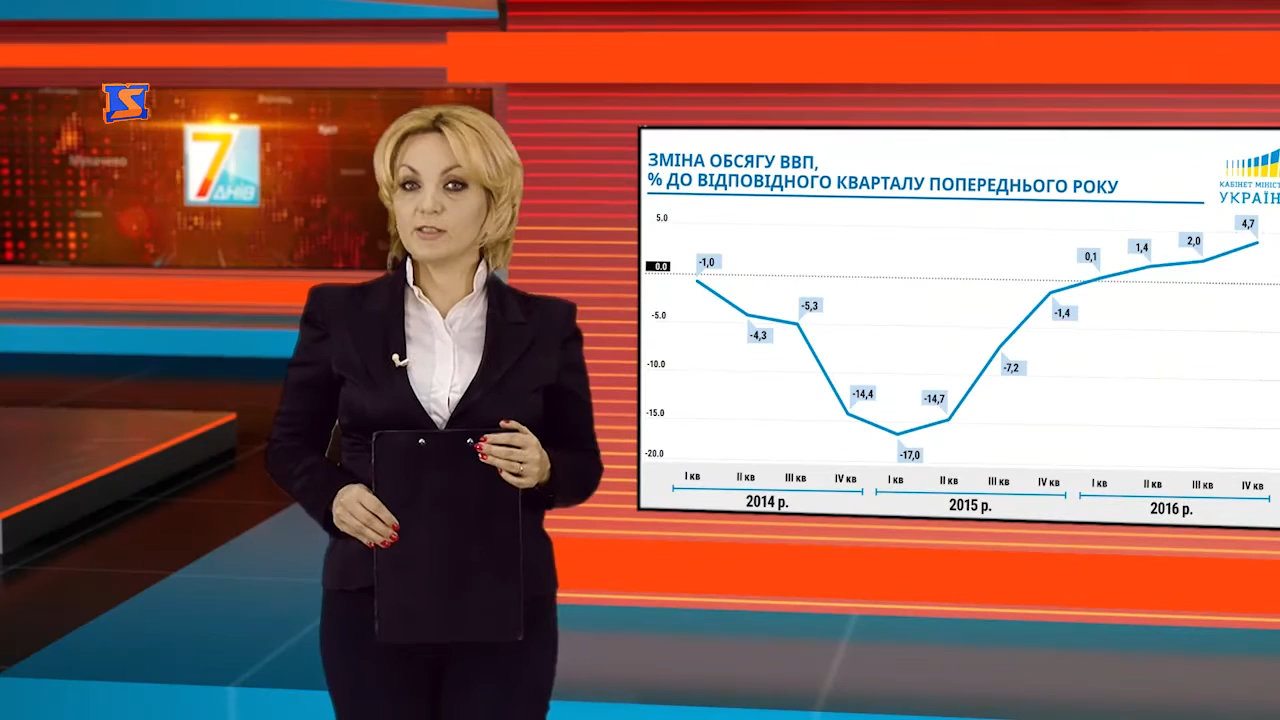 7
ДНІВ
Мукачево
ЗМІНА ОБСЯГУ ВВП,
% ДО ВІДПОВІДНОГО КВАРТАЛУ ПОПЕРЕДНЬОГО РОКУ
КАБІНЕТ МІНІСТ
УКРАЇН
5.0
0.0
-5.0
-10.0
-15.0
-20.0
-1,0
-4,3
-5,3
-14,4
-17,0
-14,7
-7,2
-1,4
0,1
1,4
2,0
4,7
I кв II кв III кв IV кв I кв II кв III кв IV кв I кв II кв III кв IV кв
2014 р. 2015 р. 2016 р.